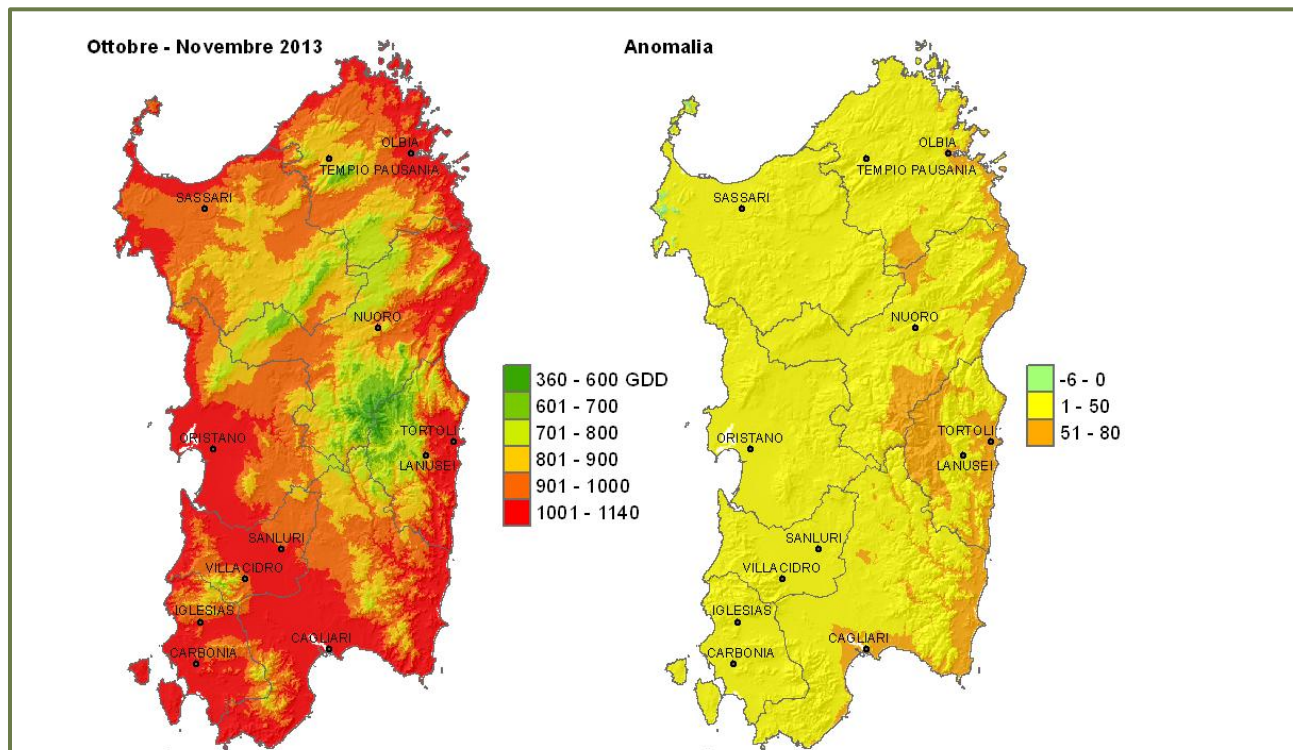 Ottobre - Novembre 2013
OLBIA
TEMPIO PAUSANIA
SASSARI
NUORO
ORISTANO
TORTOLI
LANUSEI
SANLURI
VILLACIDRO
IGLESIAS
CAGLIARI
CARBONIA
360 - 600 GDD
601 - 700
701 - 800
801 - 900
901 - 1000
1001 - 1140
Anomalia
OLBIA
TEMPIO PAUSANIA
SASSARI
NUORO
ORISTANO
TORTOLI
LANUSEI
SANLURI
VILLACIDRO
IGLESIAS
CAGLIARI
CARBONIA
-6 - 0
1 - 50
51 - 80